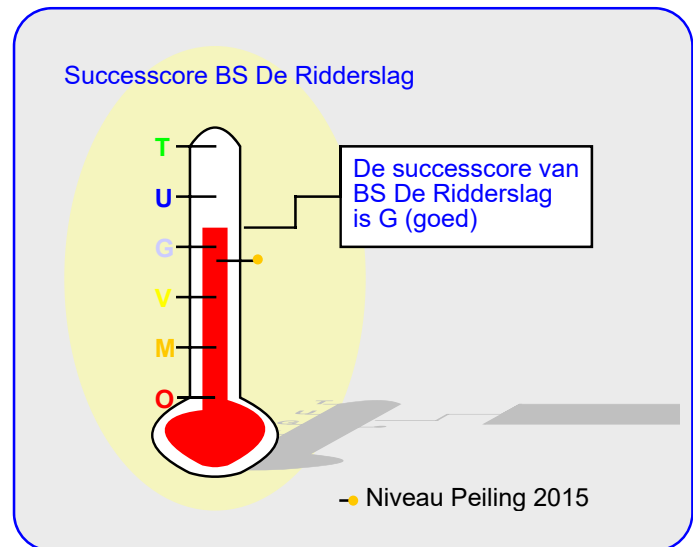 Successcore BS De Ridderslag
T
U
G
V
M
O
De successcore van
BS De Ridderslag
is G (goed)
Niveau Peiling 2015